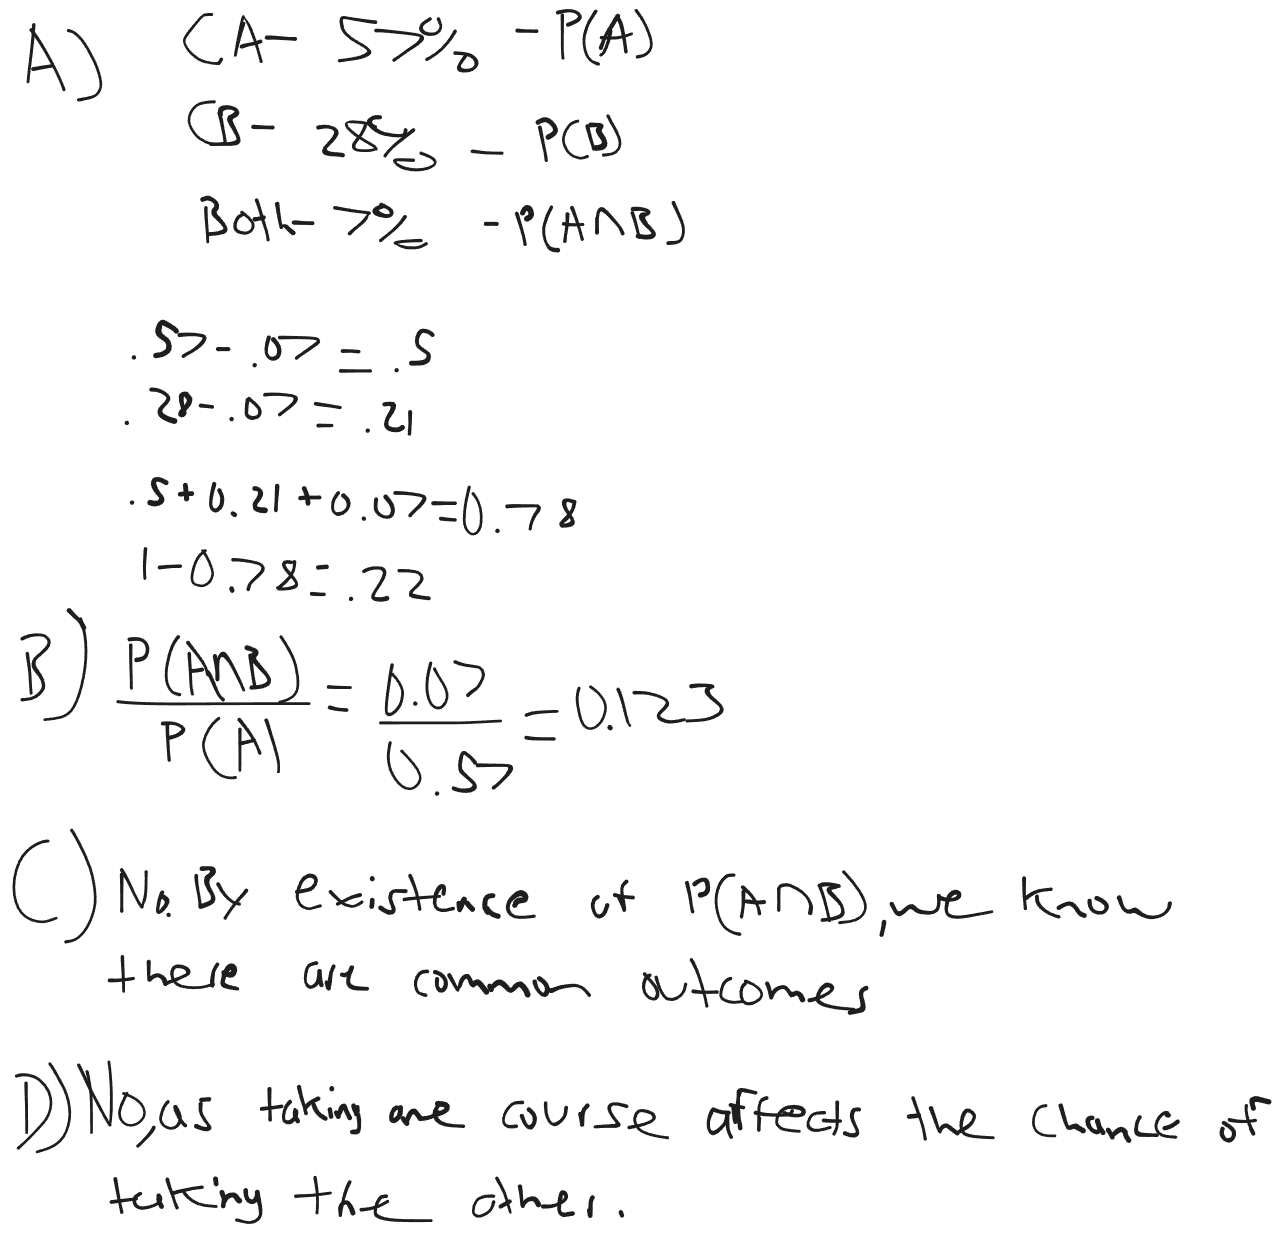 A) CA- 57% - P(A)
CB- 28% - P(B)
Both- 7% - P(A∩B)
.57-.07=.5
.28-.07=.21
.5+0.21+0.07=0.78
1-0.78=.22
B) P(A∩B)/P(A) = 0.07/0.57 = 0.123
C) No. By existence of P(A∩B), we know
there are common outcomes
D) No, as taking one course affects the chance of
taking the other.